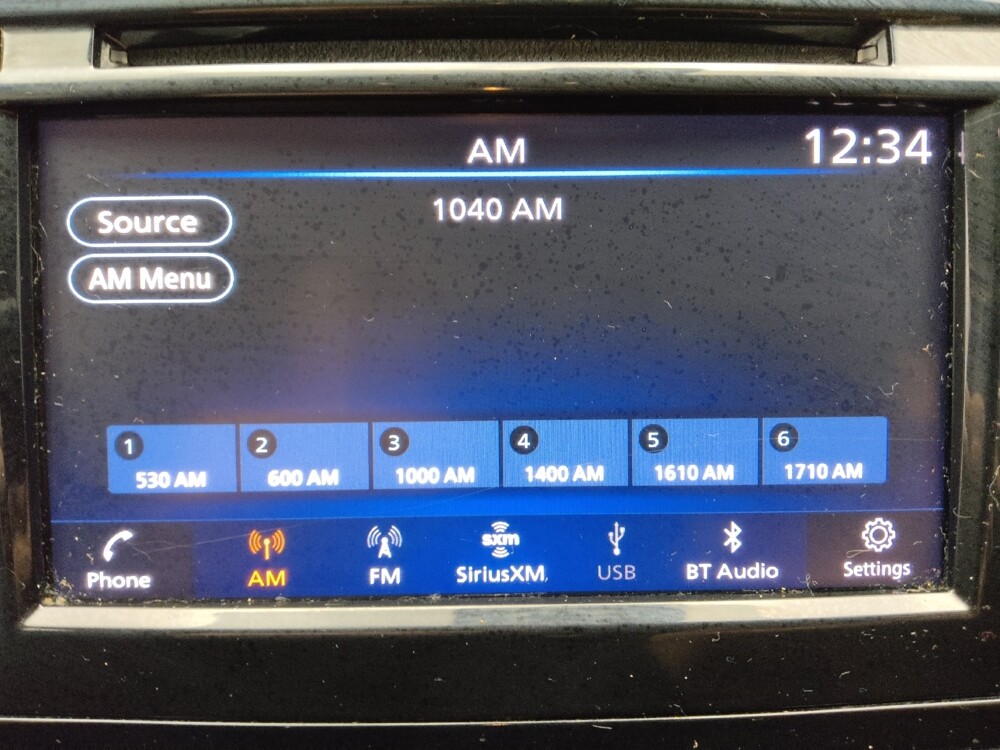 AM
12:34
1040 AM
Source
AM Menu
1 2 3 4 5 6
530 AM 600 AM 1000 AM 1400 AM 1610 AM 1710 AM
sxm
Phone AM FM SiriusXM USB BT Audio Settings